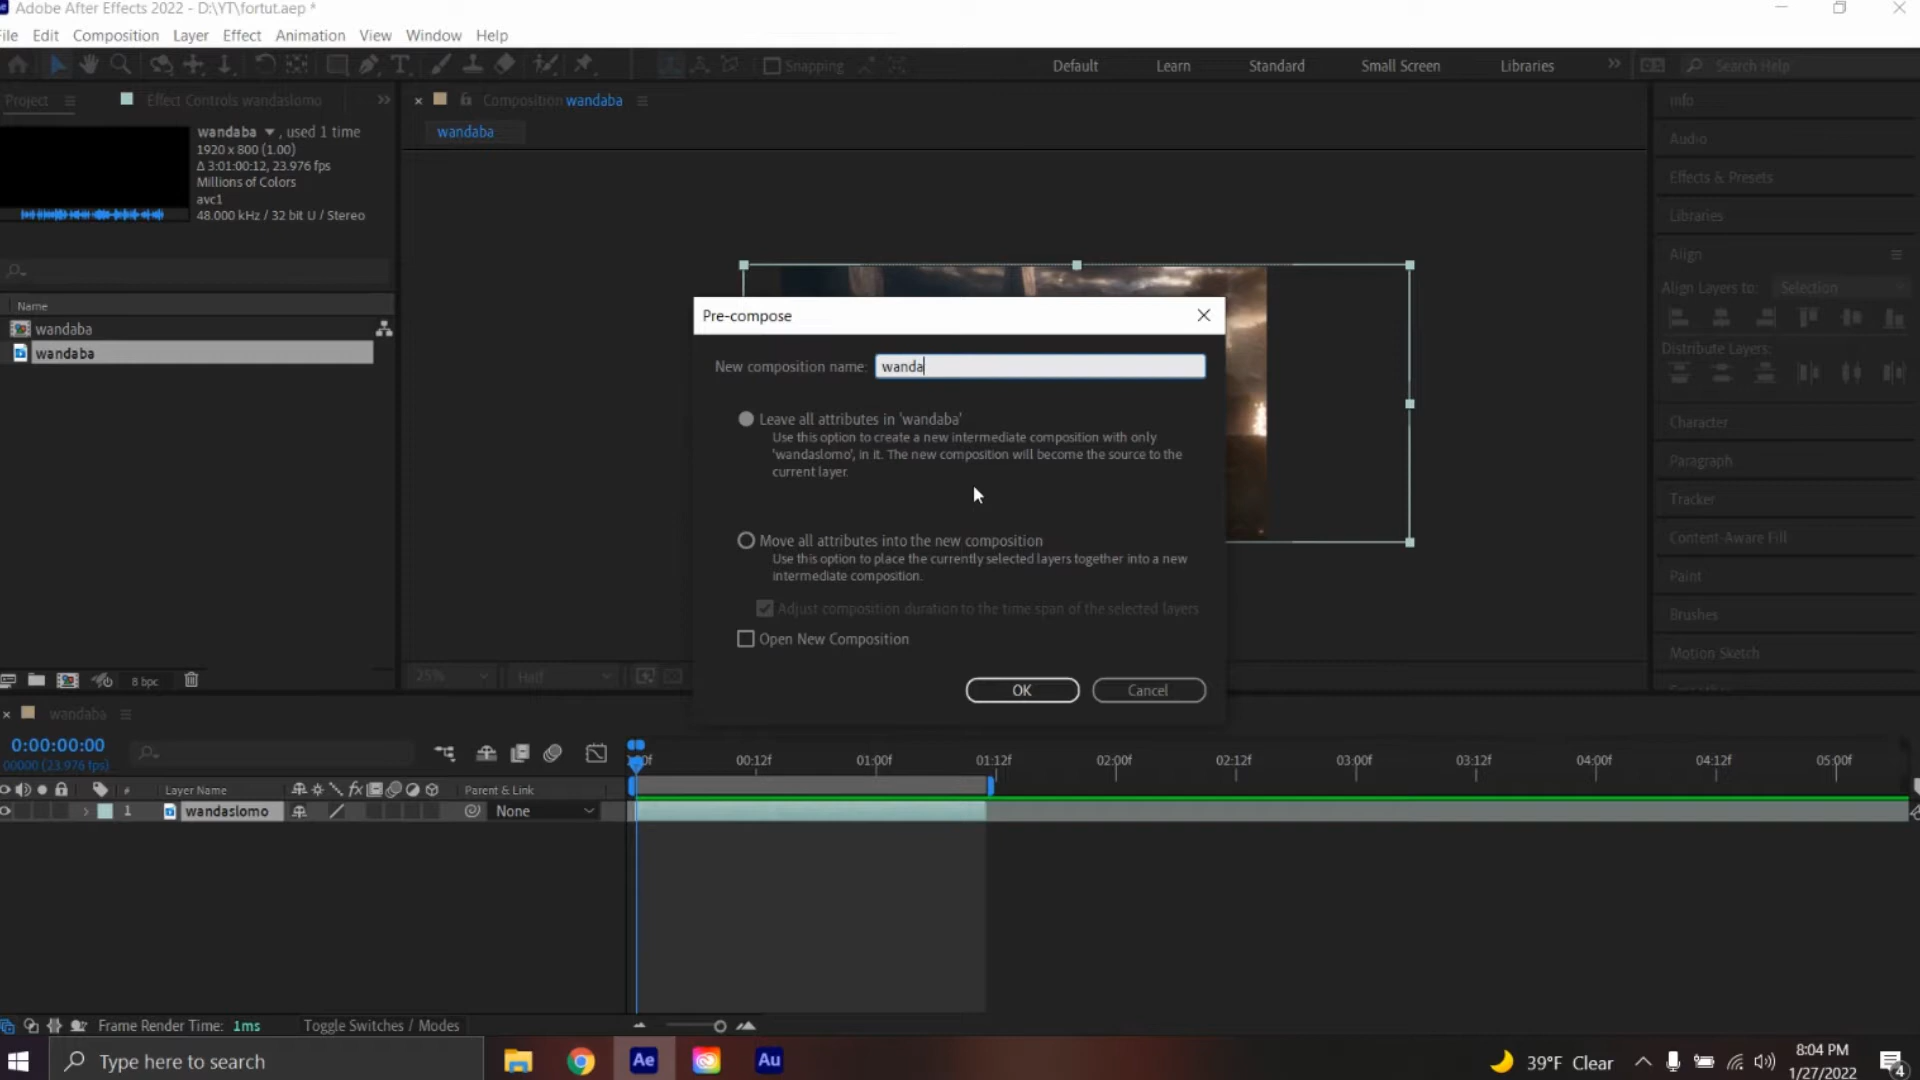 Adobe After Effects 2022 - D:\YT\fortut.aep *
File Edit Composition Layer Effect Animation View Window Help
Snapping Default Learn Standard Small Screen Libraries Search Help
Project Effect Controls wandaslomo Composition wandaba Info
wandaba , used 1 time
1920 x 800 (1.00)
Δ 3:01:00:12, 23.976 fps
Millions of Colors
avc1
48.000 kHz / 32 bit U / Stereo
wandaba
Audio
Effects & Presets
Libraries
Align
Align Layers to: Selection
Distribute Layers:
Character
Paragraph
Tracker
Content-Aware Fill
Paint
Brushes
Motion Sketch
Name
wandaba
wandaba
Pre-compose
New composition name: wanda
Leave all attributes in 'wandaba'
Use this option to create a new intermediate composition with only
'wandaslomo', in it. The new composition will become the source to the
current layer.
Move all attributes into the new composition
Use this option to place the currently selected layers together into a new
intermediate composition.
Adjust composition duration to the time span of the selected layers
Open New Composition
OK Cancel
8 bpc 25% Half
wandaba
0:00:00:00
00000 (23.976 fps)
00:12f 01:00f 01:12f 02:00f 02:12f 03:00f 03:12f 04:00f 04:12f 05:00f
# Layer Name Parent & Link
1 wandaslomo None
Frame Render Time: 1ms Toggle Switches / Modes
Type here to search Ae Au 39°F Clear 8:04 PM
1/27/2022 4